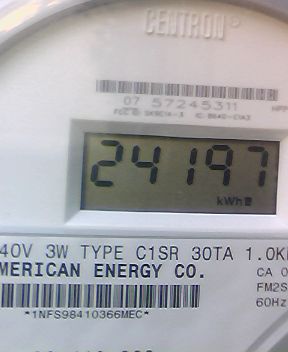 CENTRON®
07 57245311
24197
kWh
40V 3W TYPE C1SR 30TA 1.0K
MERICAN ENERGY CO.
CA 0
FM2S
60Hz
*1NFS98410366MEC*